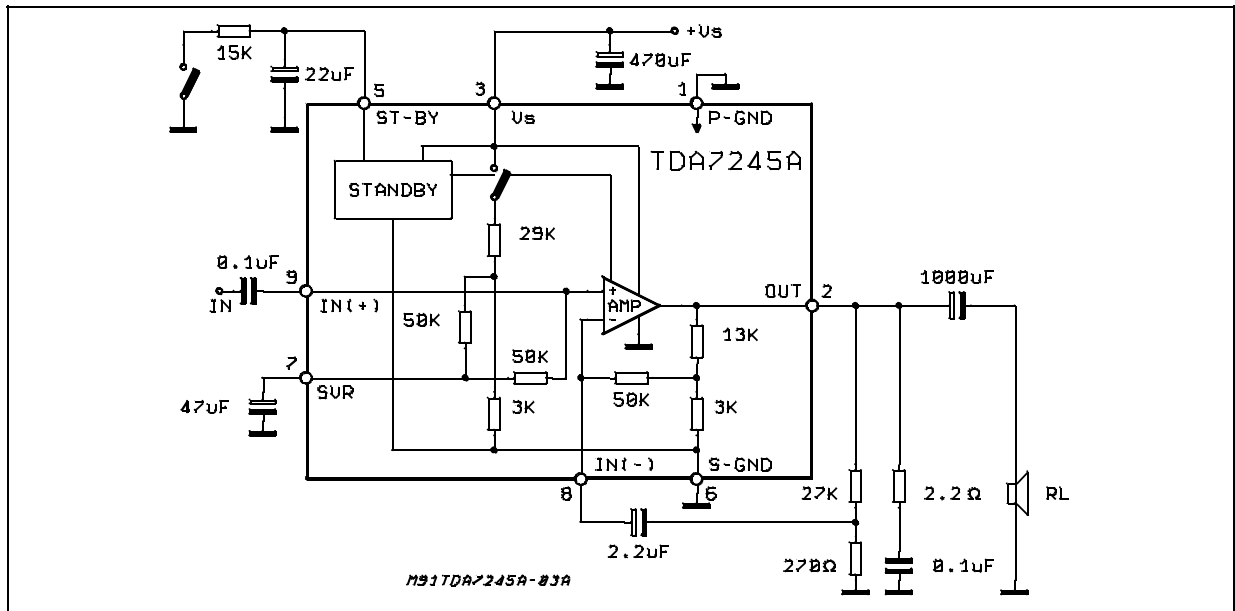 +Vs
15K
470uF
22uF
5
3
1
ST-BY
Vs
P-GND
TDA7245A
STANDBY
29K
0.1uF
9
1000uF
IN
IN(+)
+
AMP
-
OUT
2
50K
13K
7
50K
SVR
50K
47uF
3K
3K
IN(-)
S-GND
8
6
27K
2.2Ω
RL
2.2uF
270Ω
0.1uF
M91TDA7245A-03A